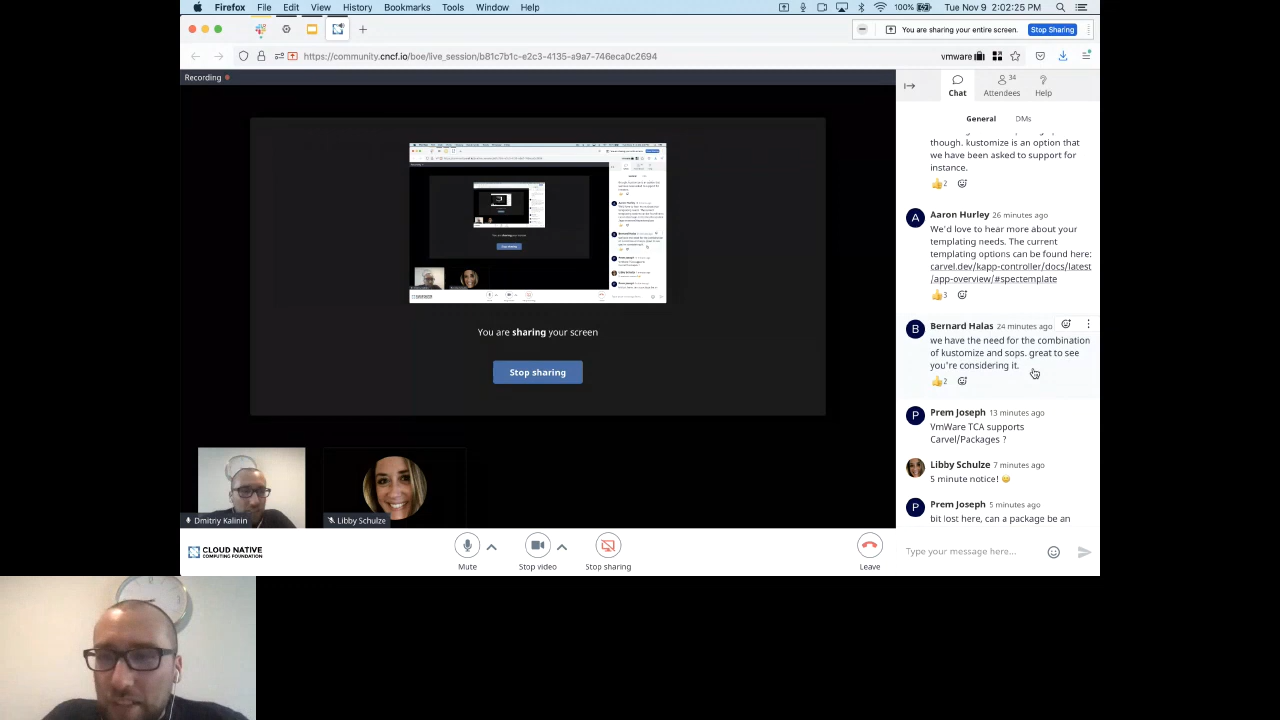 Firefox File Edit View History Bookmarks Tools Window Help
100% Tue Nov 9 2:02:25 PM
You are sharing your entire screen. Stop Sharing
https://community.cncf.io/boe/live_session/b81c7b1c-e2c3-4135-a9a7-746eca0c2694
vmware
Recording
You are sharing your screen
Stop sharing
Dmitriy Kalinin
Libby Schulze
CLOUD NATIVE
COMPUTING FOUNDATION
Mute
Stop video
Stop sharing
Leave
Chat
34
Attendees
Help
General DMs
though. kustomize is an option that
we have been asked to support for
instance.
2
A
Aaron Hurley 26 minutes ago
We'd love to hear more about your
templating needs. The current
templating options can be found here:
carvel.dev/kapp-controller/docs/latest
/app-overview/#spectemplate
3
B
Bernard Halas 24 minutes ago
we have the need for the combination
of kustomize and sops. great to see
you're considering it.
2
P
Prem Joseph 13 minutes ago
VmWare TCA supports
Carvel/Packages ?
Libby Schulze 7 minutes ago
5 minute notice!
P
Prem Joseph 5 minutes ago
bit lost here, can a package be an
Type your message here...